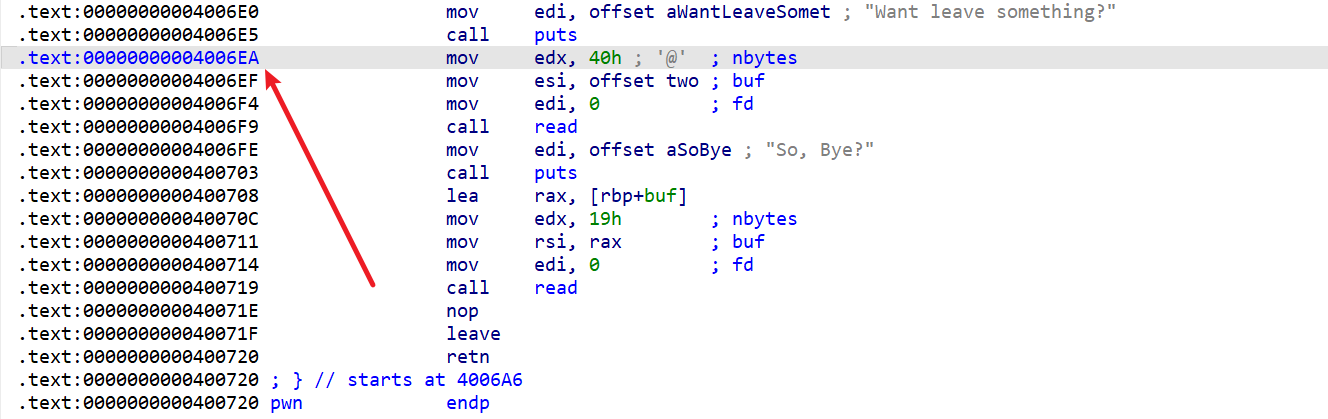 .text:00000000004006E0 mov edi, offset aWantLeaveSomet ; "Want leave something?"
.text:00000000004006E5 call puts
.text:00000000004006EA mov edx, 40h ; '@' ; nbytes
.text:00000000004006EF mov esi, offset two ; buf
.text:00000000004006F4 mov edi, 0 ; fd
.text:00000000004006F9 call read
.text:00000000004006FE mov edi, offset aSoBye ; "So, Bye?"
.text:0000000000400703 call puts
.text:0000000000400708 lea rax, [rbp+buf]
.text:000000000040070C mov edx, 19h ; nbytes
.text:0000000000400711 mov rsi, rax ; buf
.text:0000000000400714 mov edi, 0 ; fd
.text:0000000000400719 call read
.text:000000000040071E nop
.text:000000000040071F leave
.text:0000000000400720 retn
.text:0000000000400720 ; } // starts at 4006A6
.text:0000000000400720 pwn endp